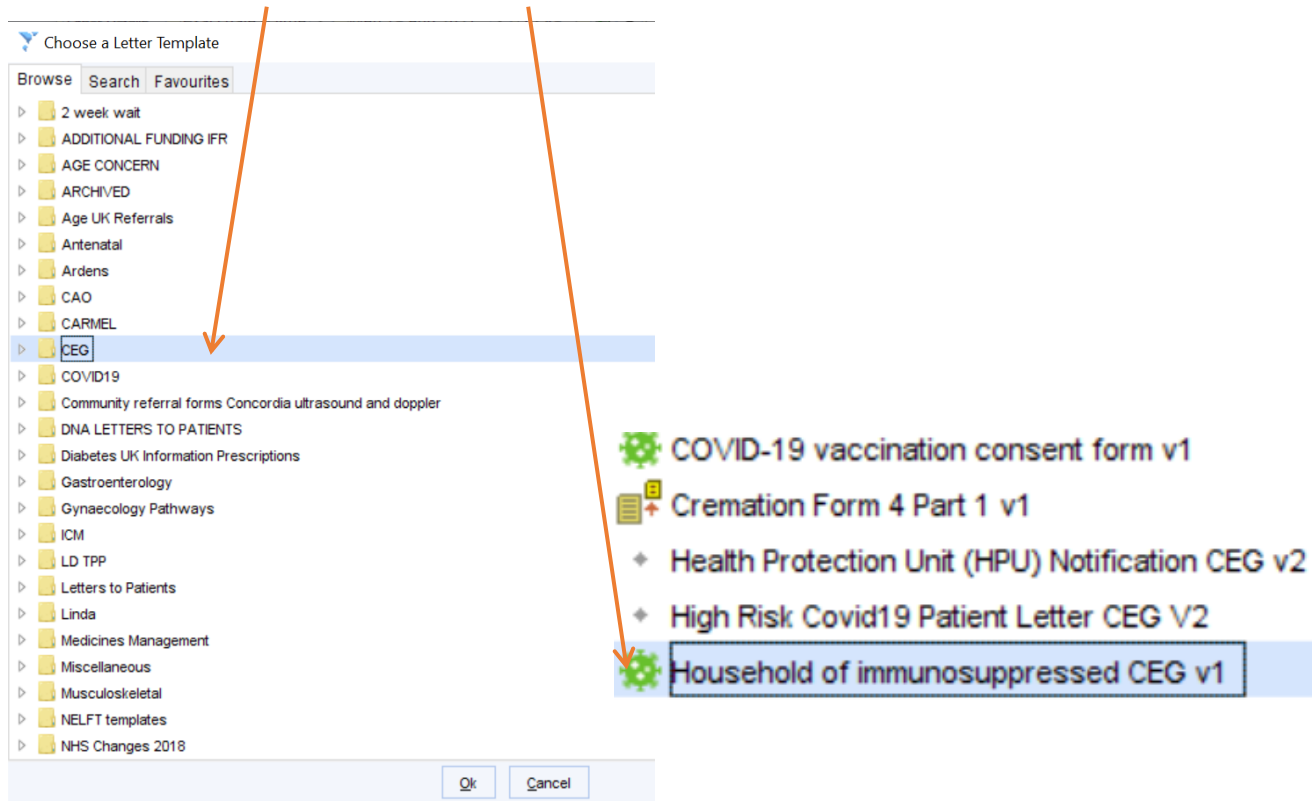 Choose a Letter Template
Browse Search Favourites
2 week wait
ADDITIONAL FUNDING IFR
AGE CONCERN
ARCHIVED
Age UK Referrals
Antenatal
Ardens
CAO
CARMEL
CEG
COVID19
Community referral forms Concordia ultrasound and doppler
DNA LETTERS TO PATIENTS
Diabetes UK Information Prescriptions
Gastroenterology
Gynaecology Pathways
ICM
LD TPP
Letters to Patients
Linda
Medicines Management
Miscellaneous
Musculoskeletal
NELFT templates
NHS Changes 2018
Ok Cancel
COVID-19 vaccination consent form v1
Cremation Form 4 Part 1 v1
Health Protection Unit (HPU) Notification CEG v2
High Risk Covid19 Patient Letter CEG V2
Household of immunosuppressed CEG v1